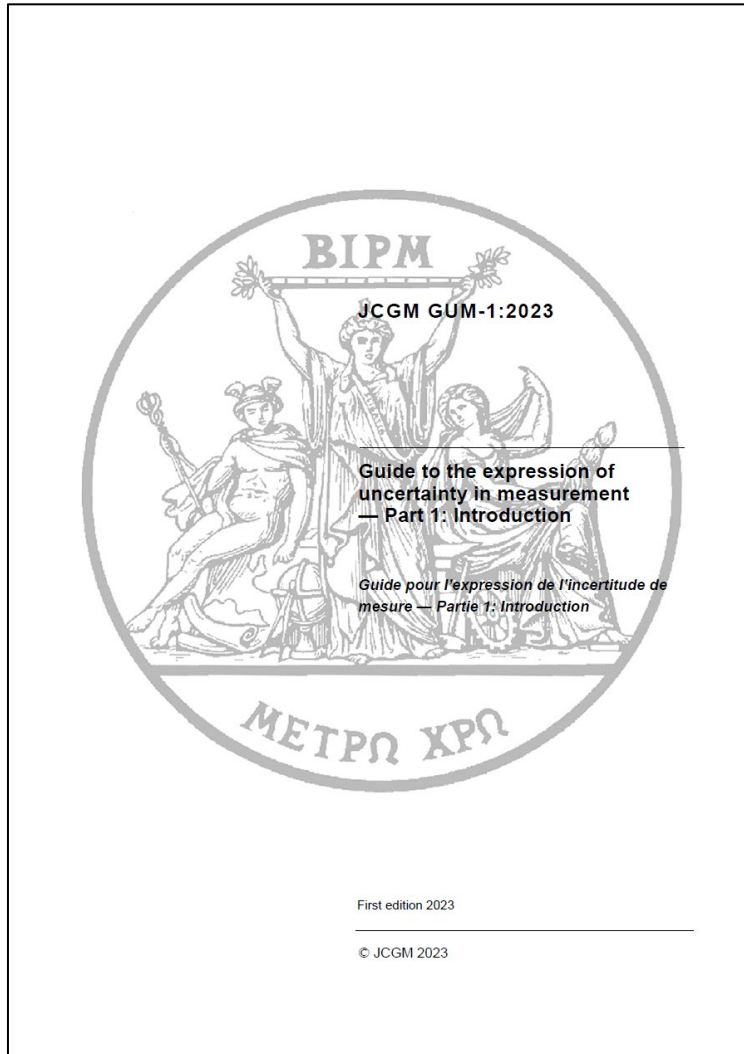 BIPM
JCGM GUM-1:2023
Guide to the expression of
uncertainty in measurement
— Part 1: Introduction
Guide pour l'expression de l'incertitude de
mesure — Partie 1: Introduction
ΜΕΤΡΩ ΧΡΩ
First edition 2023
© JCGM 2023